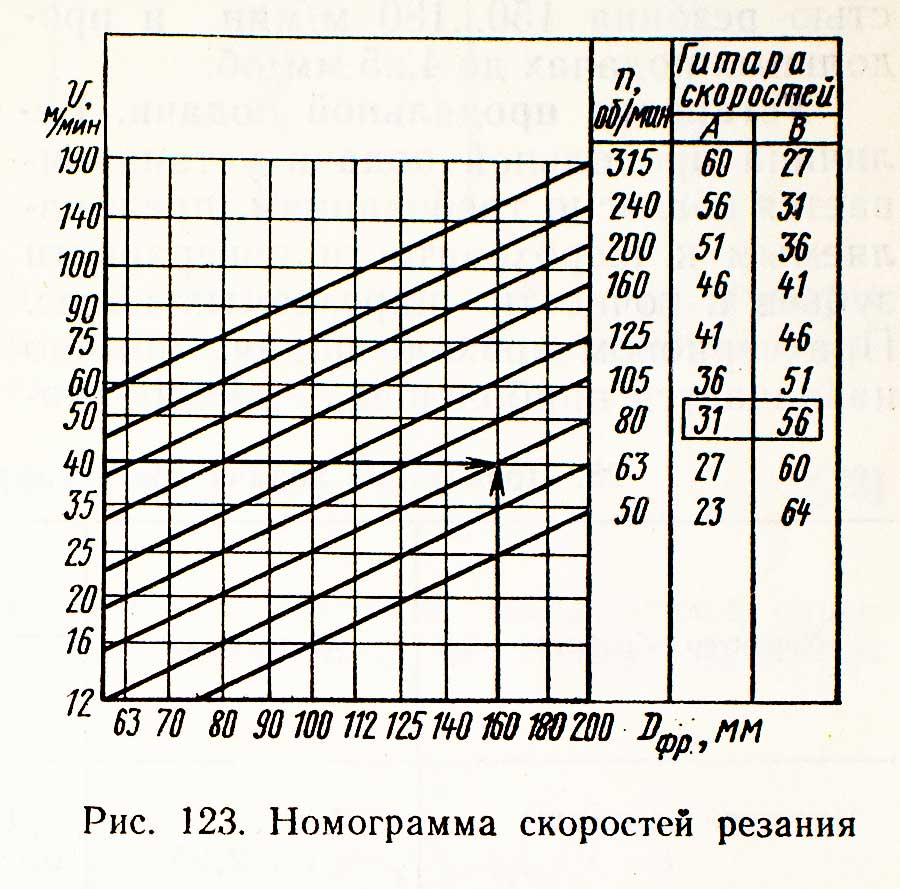 υ,
м/мин
n,
об/мин
Гитара
скоростей
А В
190 315 60 27
140 240 56 31
100 200 51 36
90 160 46 41
75 125 41 46
60 105 36 51
50 80 31 56
40 63 27 60
35 50 23 64
25
20
16
12
63 70 80 90 100 112 125 140 160 180 200 Dфр., мм
Рис. 123. Номограмма скоростей резания